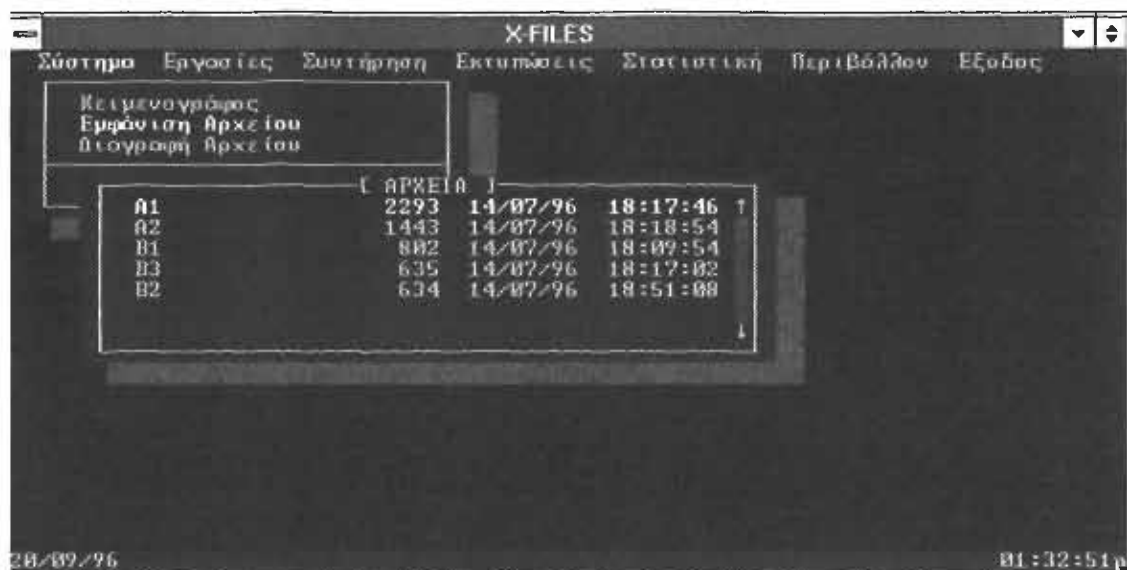 X-FILES
Σύστημα Εργασίες Συντήρηση Εκτυπώσεις Στατιστική Περιβάλλον Εξοδος
Κειμενογράφος
Εμφάνιση Αρχείου
Διαγραφή Αρχείου
[ ΑΡΧΕΙΑ ]
A1 2293 14/07/96 18:17:46 ↑
A2 1443 14/07/96 18:18:54
B1 802 14/07/96 18:09:54
B3 635 14/07/96 18:17:02
B2 634 14/07/96 18:51:08
↓
20/09/96 01:32:51μ